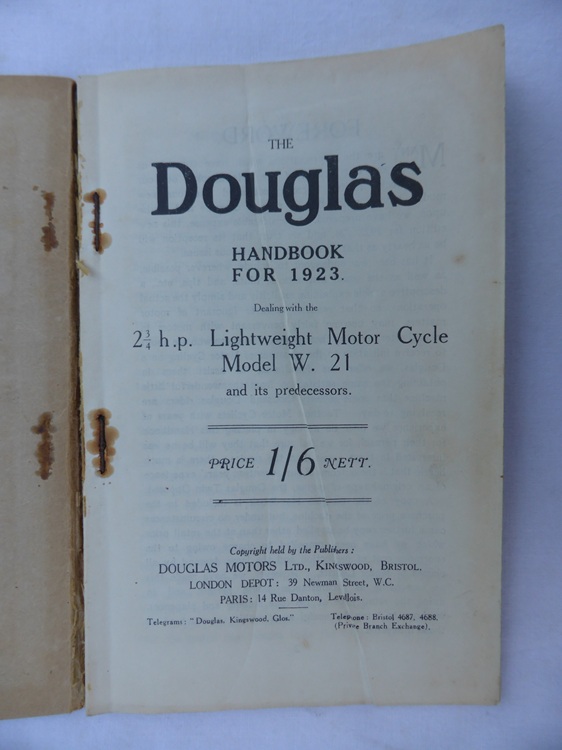 THE
Douglas
HANDBOOK
FOR 1923.
Dealing with the
2¾ h.p. Lightweight Motor Cycle
Model W. 21
and its predecessors.
PRICE 1/6 NETT.
Copyright held by the Publishers :
DOUGLAS MOTORS LTD., KINGSWOOD, BRISTOL.
LONDON DEPOT : 39 Newman Street, W.C.
PARIS : 14 Rue Danton, Levallois.
Telegrams : "Douglas, Kingswood, Glos." Telephone : Bristol 4687, 4688.
(Private Branch Exchange).